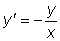 y' = -y/x